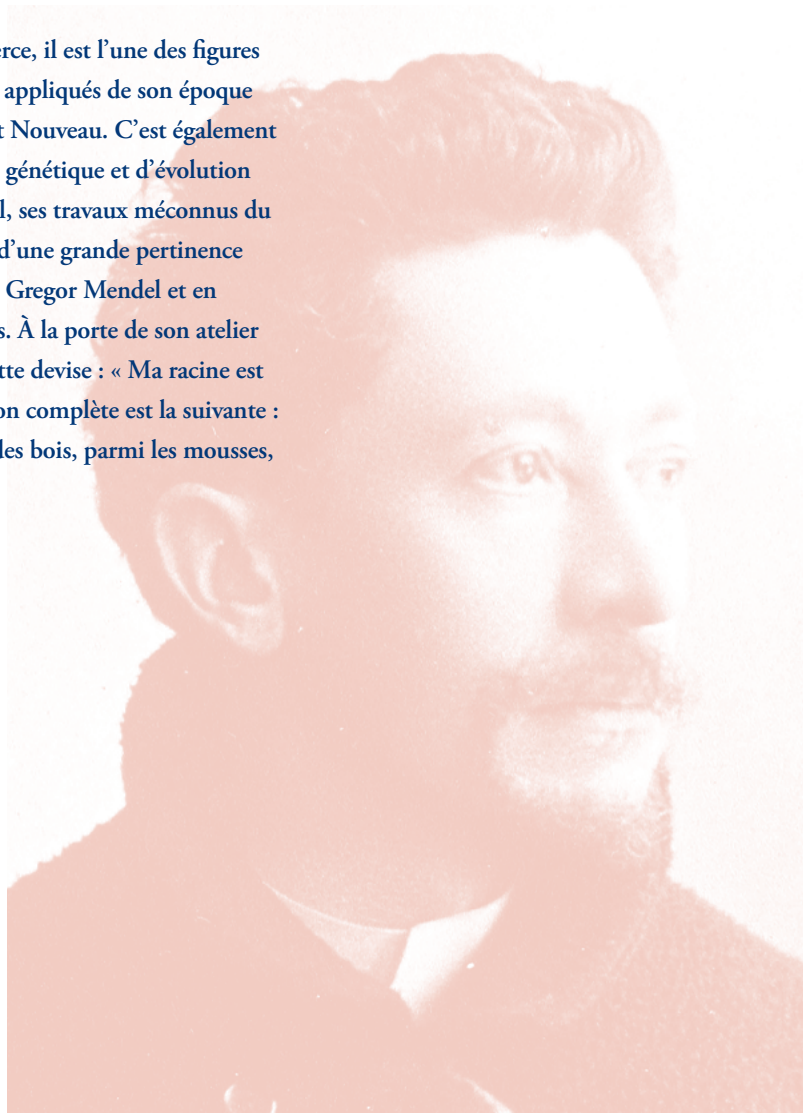 erce, il est l’une des figures
appliqués de son époque
t Nouveau. C’est également
génétique et d’évolution
l, ses travaux méconnus du
d’une grande pertinence
Gregor Mendel et en
s. À la porte de son atelier
tte devise : « Ma racine est
on complète est la suivante :
des bois, parmi les mousses,